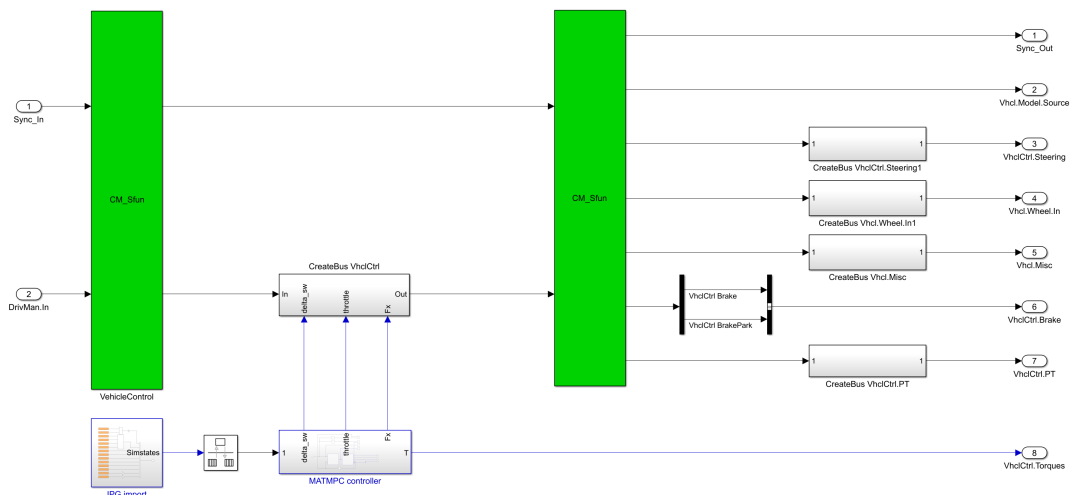 1
Sync_In
2
DrivMan.In
CM_Sfun
VehicleControl
CreateBus VhclCtrl
In
delta_sw
throttle
Fx
Out
Simstates
IPG import
1
delta_sw
throttle
Fx
T
MATMPC controller
CM_Sfun
1
Sync_Out
2
Vhcl.Model.Source
1
1
CreateBus VhclCtrl.Steering1
3
VhclCtrl.Steering
1
1
CreateBus Vhcl.Wheel.In1
4
Vhcl.Wheel.In
1
1
CreateBus Vhcl.Misc
5
Vhcl.Misc
VhclCtrl Brake
VhclCtrl BrakePark
6
VhclCtrl.Brake
1
1
CreateBus VhclCtrl.PT
7
VhclCtrl.PT
8
VhclCtrl.Torques